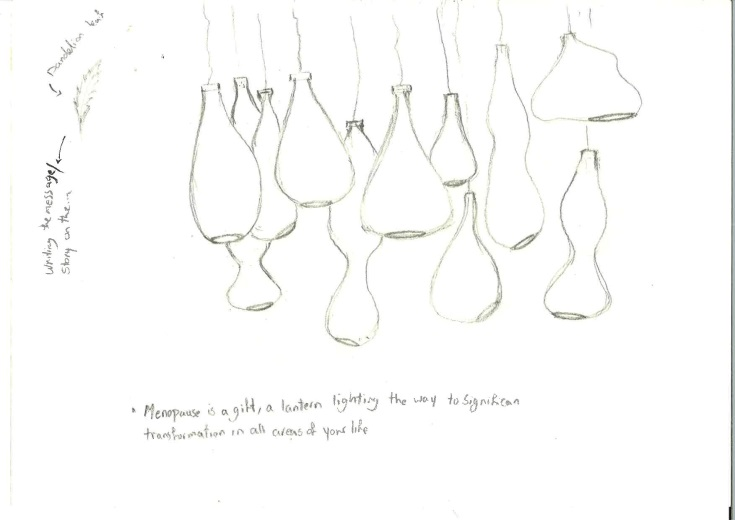 Dandelion leaf
Writing the message/
Story on the...
* Menopause is a gift, a lantern lighting the way to significan
transformation in all areas of your life